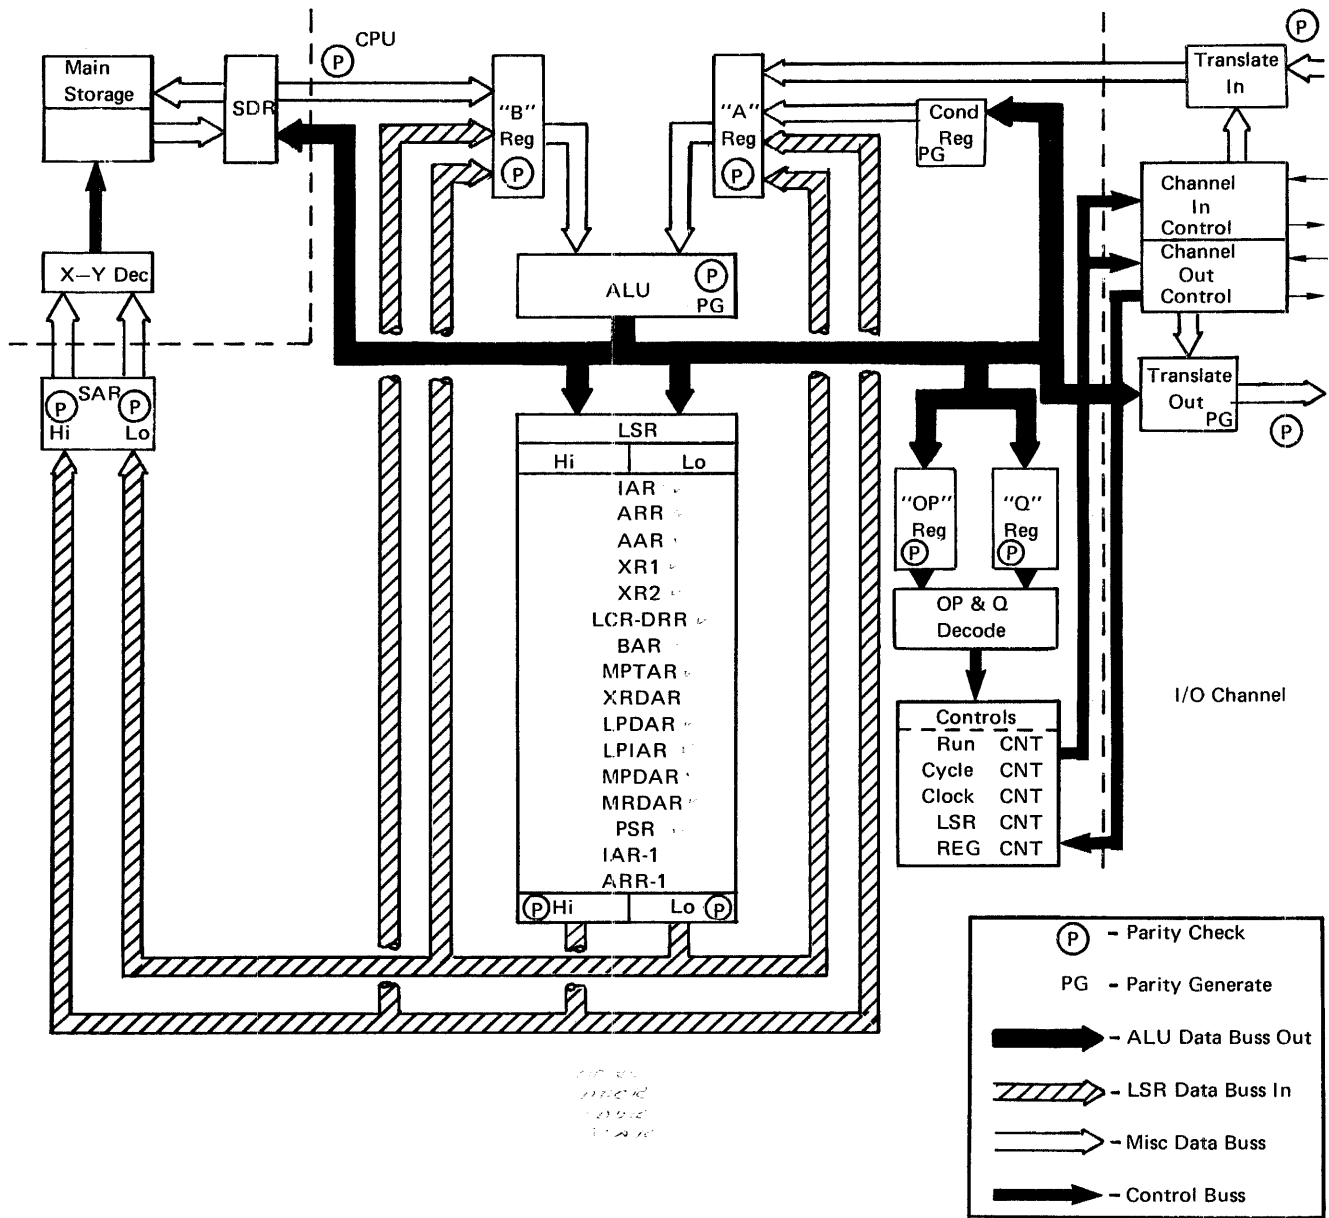 CPU
P
P
Main
Storage
SDR
"B"
Reg
P
"A"
Reg
P
Cond
Reg
PG
Translate
In
Channel
In
Control
Channel
Out
Control
X-Y Dec
ALU
P
PG
SAR
P
P
Hi
Lo
Translate
Out
PG
P
LSR
Hi
Lo
IAR
ARR
AAR
XR1
XR2
LCR-DRR
BAR
MPTAR
XRDAR
LPDAR
LPIAR
MPDAR
MRDAR
PSR
IAR-1
ARR-1
P Hi
Lo P
"OP"
Reg
P
"Q"
Reg
P
OP & Q
Decode
Controls
Run CNT
Cycle CNT
Clock CNT
LSR CNT
REG CNT
I/O Channel
P - Parity Check
PG - Parity Generate
- ALU Data Buss Out
- LSR Data Buss In
- Misc Data Buss
- Control Buss